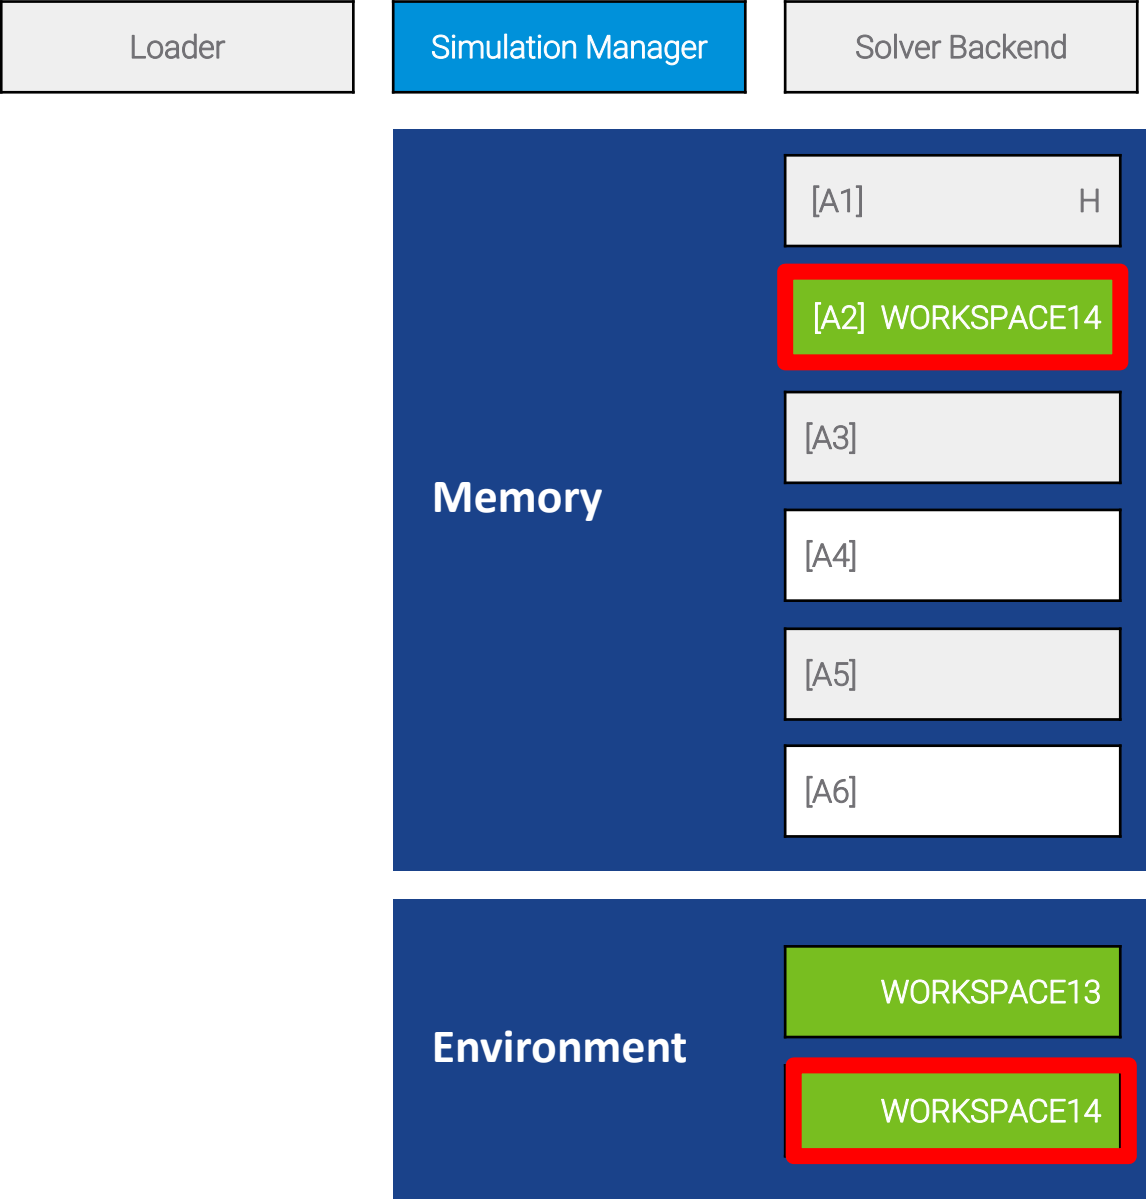 Loader
Simulation Manager
Solver Backend
Memory
[A1] H
[A2] WORKSPACE14
[A3]
[A4]
[A5]
[A6]
Environment
WORKSPACE13
WORKSPACE14